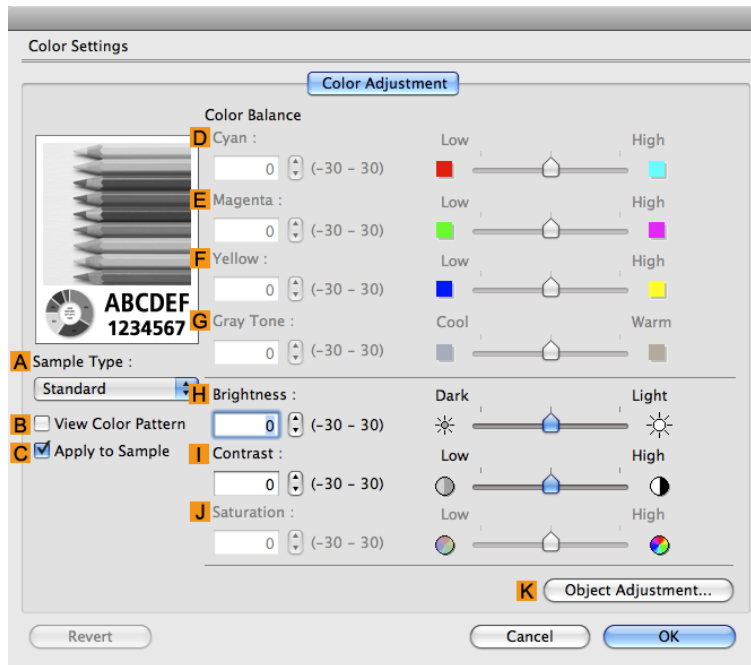 Color Settings
Color Adjustment
Color Balance
D Cyan : Low High
0 (-30 – 30)
E Magenta : Low High
0 (-30 – 30)
F Yellow : Low High
0 (-30 – 30)
ABCDEF
1234567
G Gray Tone : Cool Warm
0 (-30 – 30)
A Sample Type :
Standard
H Brightness : Dark Light
B View Color Pattern
0 (-30 – 30)
C Apply to Sample
I Contrast : Low High
0 (-30 – 30)
J Saturation : Low High
0 (-30 – 30)
K Object Adjustment...
Revert Cancel OK